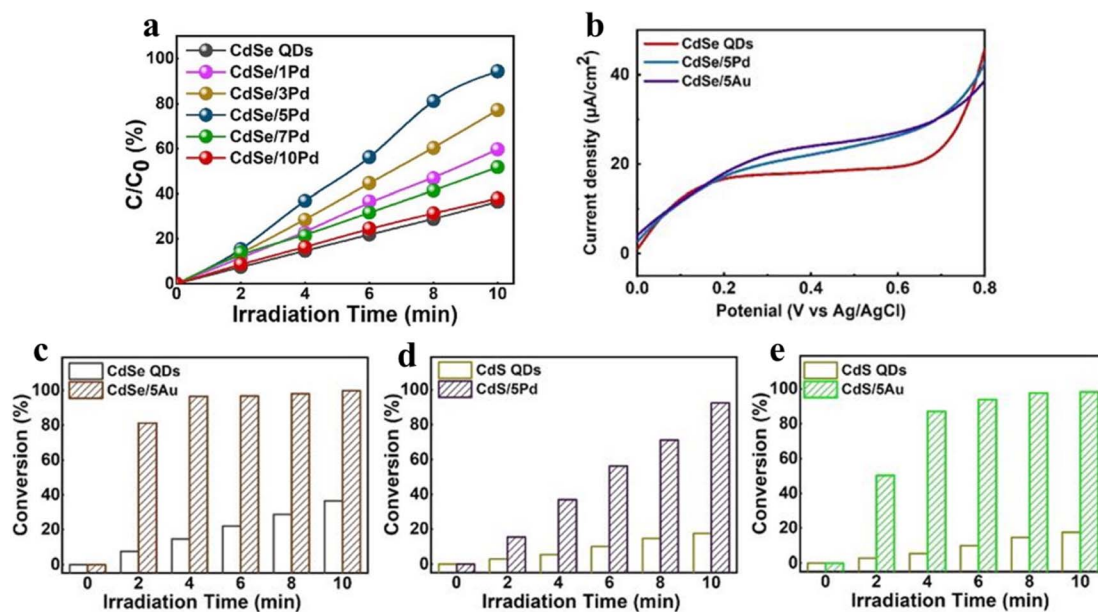 a
C/C0 (%)
100
80
60
40
20
0
CdSe QDs
CdSe/1Pd
CdSe/3Pd
CdSe/5Pd
CdSe/7Pd
CdSe/10Pd
0 2 4 6 8 10
Irradiation Time (min)
b
Current density (µA/cm²)
40
20
0
CdSe QDs
CdSe/5Pd
CdSe/5Au
0.0 0.2 0.4 0.6 0.8
Potenial (V vs Ag/AgCl)
c
Conversion (%)
100
80
60
40
20
0
CdSe QDs
CdSe/5Au
0 2 4 6 8 10
Irradiation Time (min)
d
Conversion (%)
100
80
60
40
20
0
CdS QDs
CdS/5Pd
0 2 4 6 8 10
Irradiation Time (min)
e
Conversion (%)
100
80
60
40
20
0
CdS QDs
CdS/5Au
0 2 4 6 8 10
Irradiation Time (min)